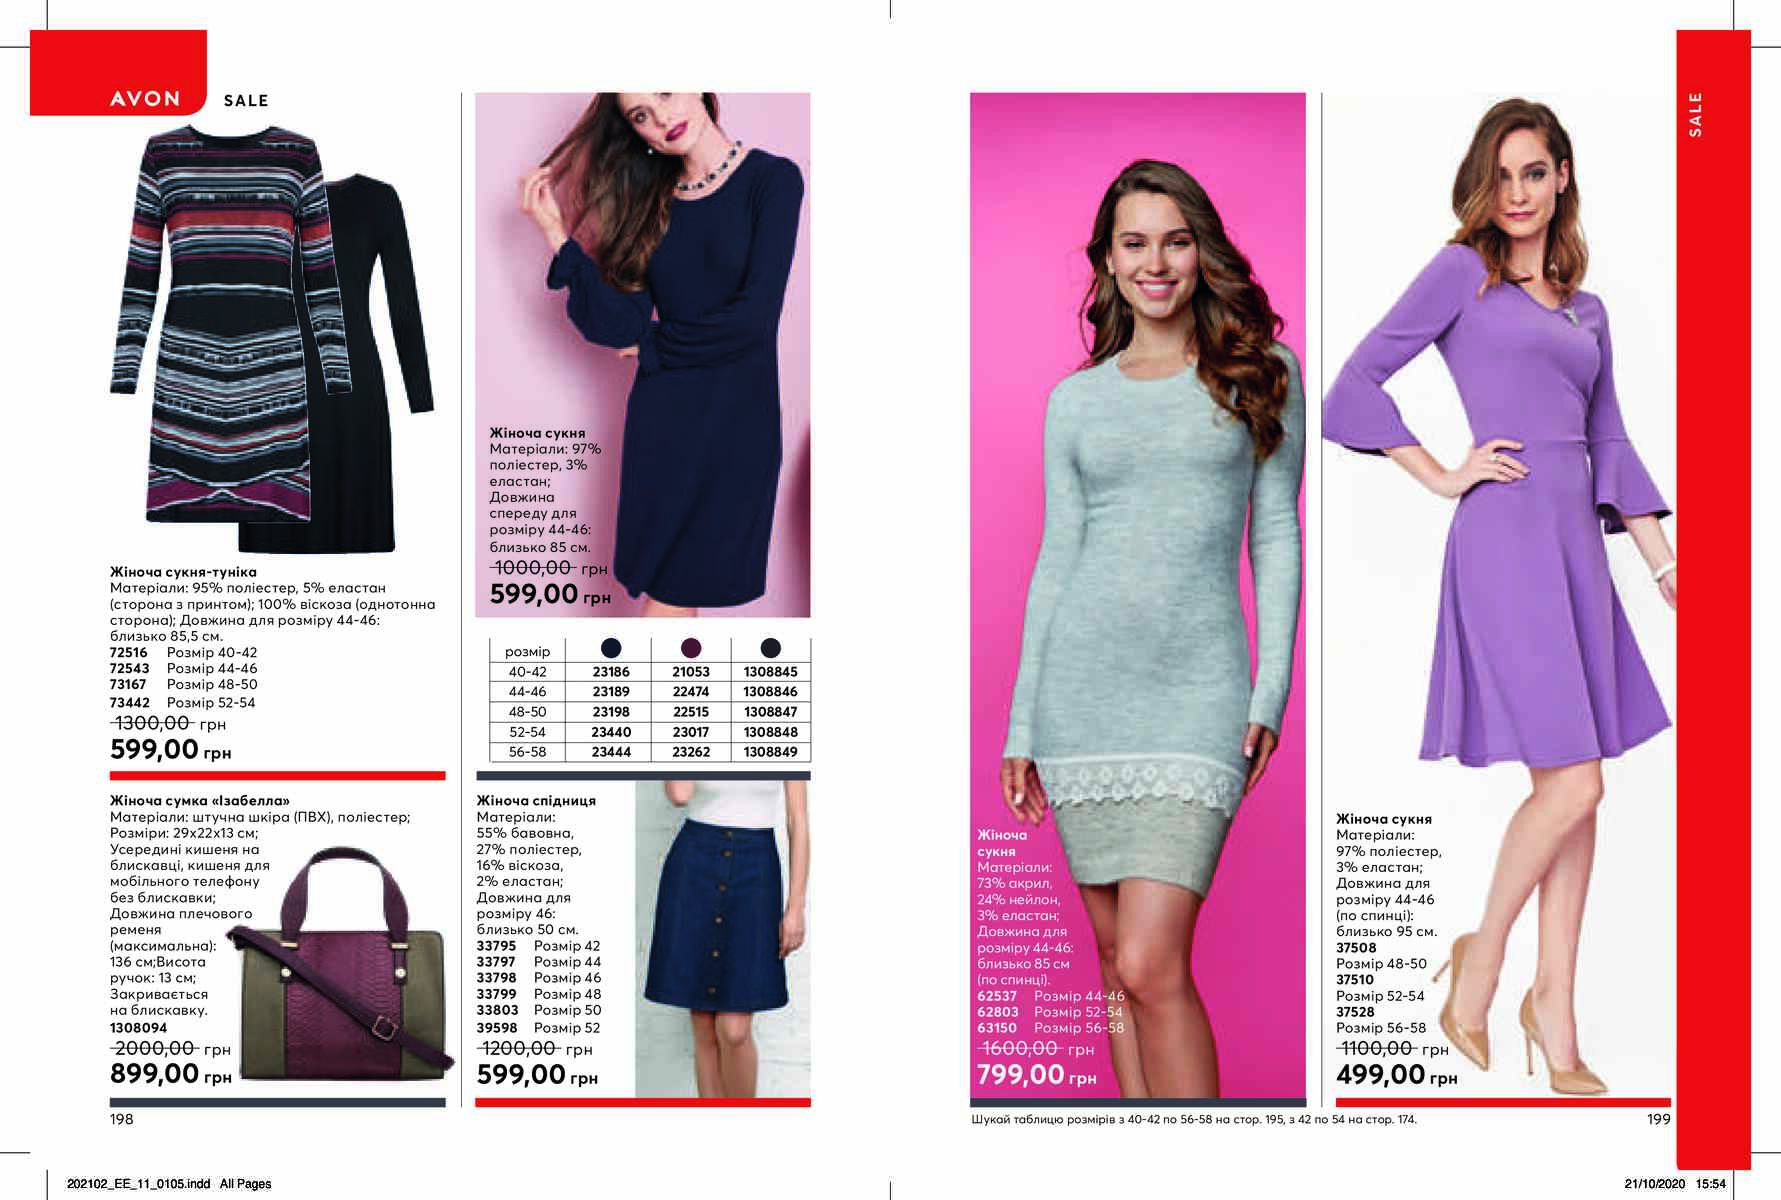 AVON
SALE
Жіноча сукня-туніка
Матеріали: 95% поліестер, 5% еластан
(сторона з принтом); 100% віскоза (однотонна
сторона); Довжина для розміру 44-46:
близько 85,5 см.
72516 Розмір 40-42
72543 Розмір 44-46
73167 Розмір 48-50
73442 Розмір 52-54
1300,00 грн
599,00 грн
Жіноча сумка «Ізабелла»
Матеріали: штучна шкіра (ПВХ), поліестер;
Розміри: 29х22х13 см;
Усередині кишеня на
блискавці, кишеня для
мобільного телефону
без блискавки;
Довжина плечового
ременя
(максимальна):
136 см;Висота
ручок: 13 см;
Закривається
на блискавку.
1308094
2000,00 грн
899,00 грн
198
Жіноча сукня
Матеріали: 97%
поліестер, 3%
еластан;
Довжина
спереду для
розміру 44-46:
близько 85 см.
1000,00 грн
599,00 грн
розмір
40-42 23186 21053 1308845
44-46 23189 22474 1308846
48-50 23198 22515 1308847
52-54 23440 23017 1308848
56-58 23444 23262 1308849
Жіноча спідниця
Матеріали:
55% бавовна,
27% поліестер,
16% віскоза,
2% еластан;
Довжина для
розміру 46:
близько 50 см.
33795 Розмір 42
33797 Розмір 44
33798 Розмір 46
33799 Розмір 48
33803 Розмір 50
39598 Розмір 52
1200,00 грн
599,00 грн
Жіноча
сукня
Матеріали:
73% акрил,
24% нейлон,
3% еластан;
Довжина для
розміру 44-46:
близько 85 см
(по спинці).
62537 Розмір 44-46
62803 Розмір 52-54
63150 Розмір 56-58
1600,00 грн
799,00 грн
Шукай таблицю розмірів з 40-42 по 56-58 на стор. 195, з 42 по 54 на стор. 174.
SALE
Жіноча сукня
Матеріали:
97% поліестер,
3% еластан;
Довжина для
розміру 44-46
(по спинці):
близько 95 см.
37508
Розмір 48-50
37510
Розмір 52-54
37528
Розмір 56-58
1100,00 грн
499,00 грн
199
202102_EE_11_0105.indd All Pages
21/10/2020 15:54